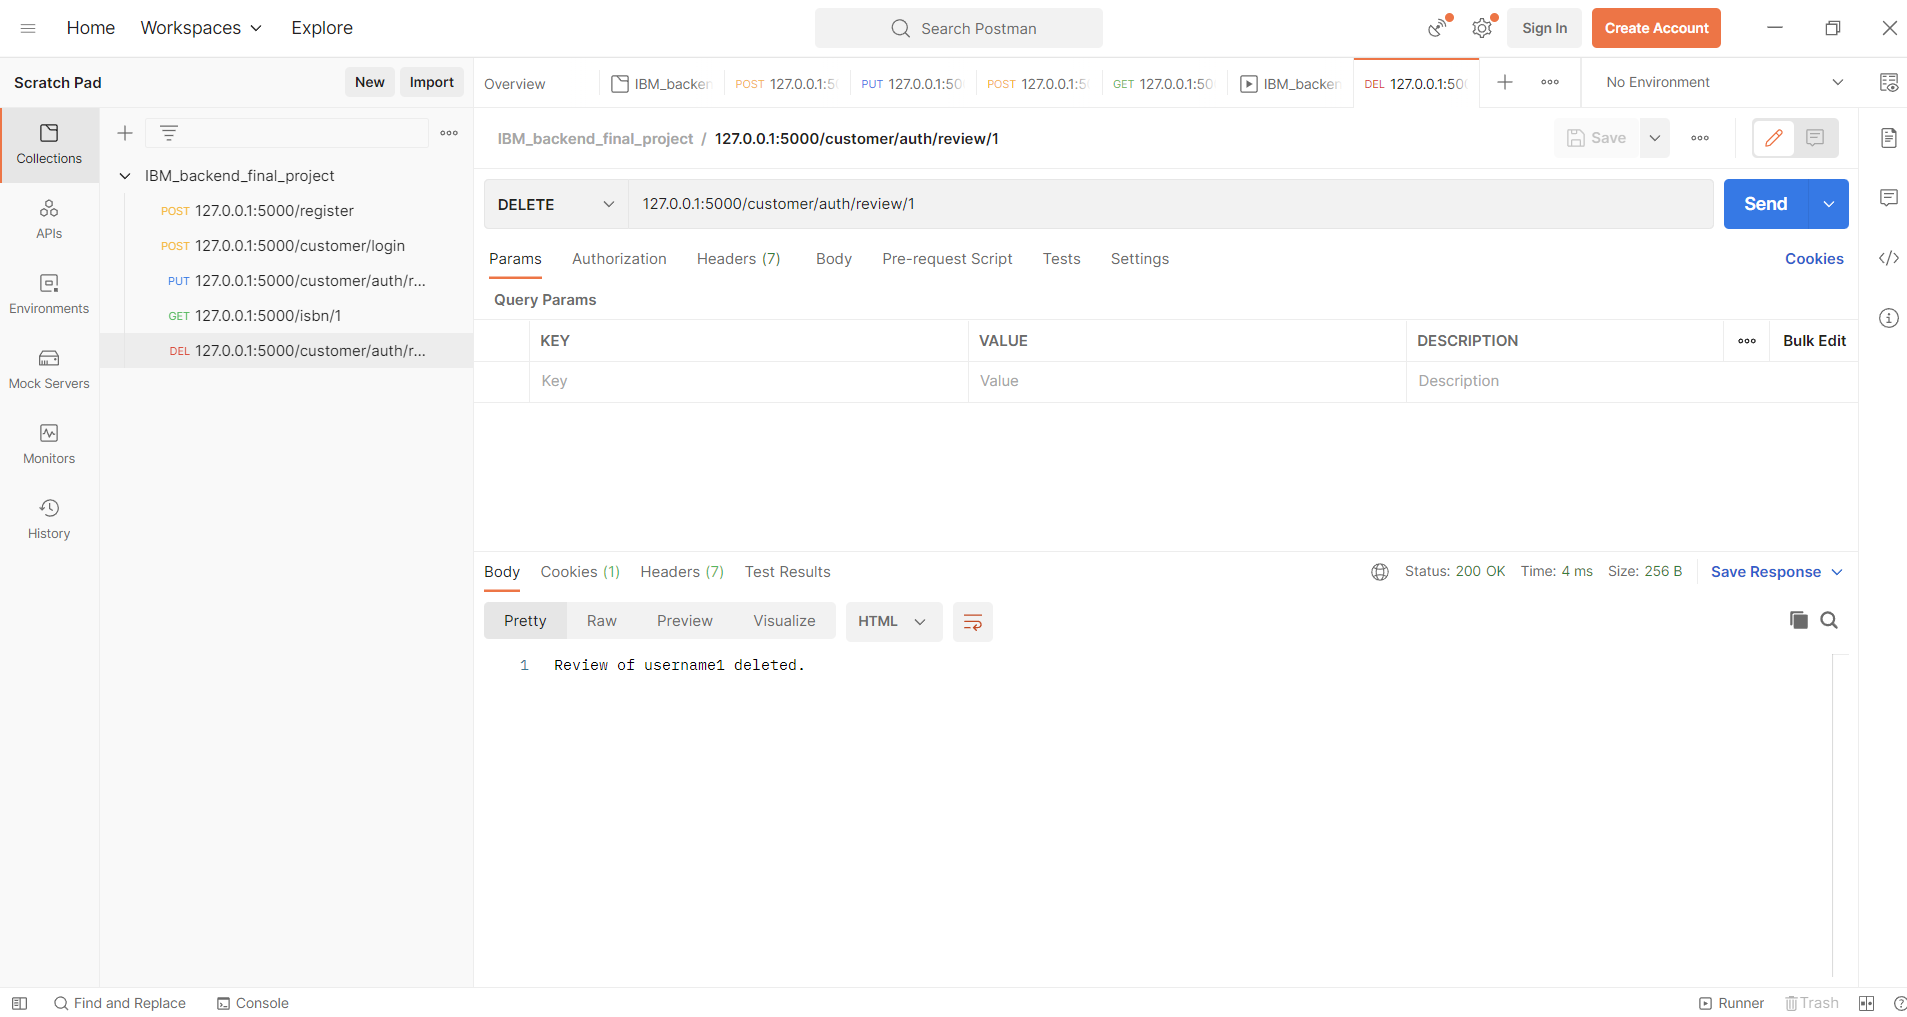 Home Workspaces Explore Search Postman Sign In Create Account
Scratch Pad New Import Overview IBM_backen POST 127.0.0.1:50 PUT 127.0.0.1:500 POST 127.0.0.1:50 GET 127.0.0.1:500 IBM_backen DEL 127.0.0.1:500 No Environment
IBM_backend_final_project / 127.0.0.1:5000/customer/auth/review/1 Save
Collections
IBM_backend_final_project
POST 127.0.0.1:5000/register
POST 127.0.0.1:5000/customer/login
PUT 127.0.0.1:5000/customer/auth/r...
GET 127.0.0.1:5000/isbn/1
DEL 127.0.0.1:5000/customer/auth/r...
APIs
Environments
Mock Servers
Monitors
History
DELETE 127.0.0.1:5000/customer/auth/review/1 Send
Params Authorization Headers (7) Body Pre-request Script Tests Settings Cookies
Query Params
KEY VALUE DESCRIPTION Bulk Edit
Key Value Description
Body Cookies (1) Headers (7) Test Results Status: 200 OK Time: 4 ms Size: 256 B Save Response
Pretty Raw Preview Visualize HTML
1 Review of username1 deleted.
Find and Replace Console Runner Trash